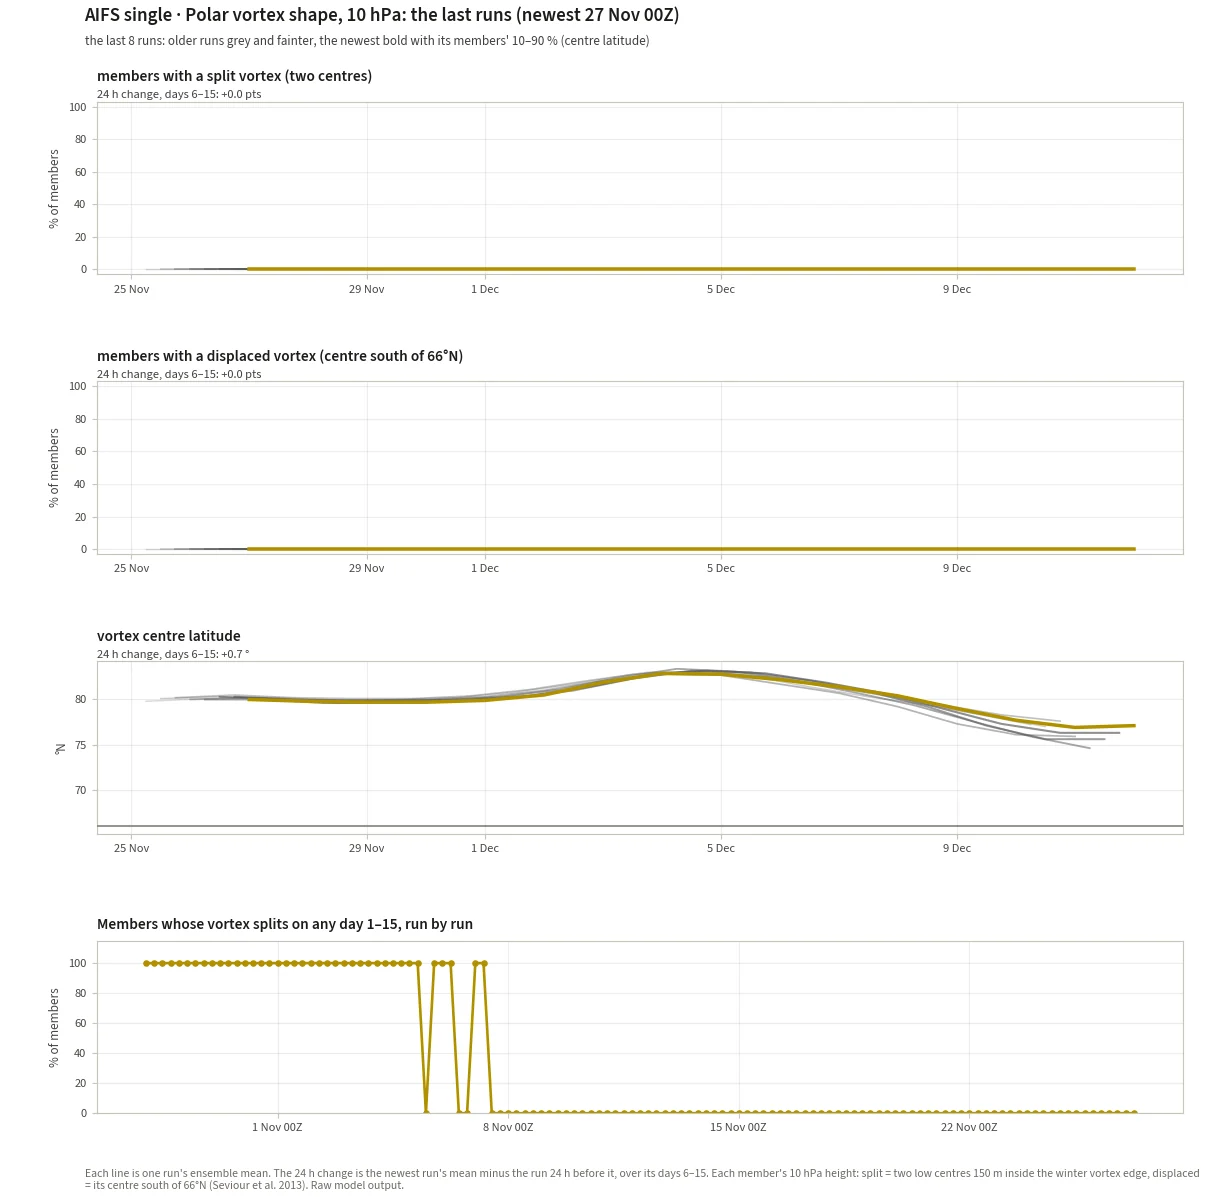 AIFS single · Polar vortex shape, 10 hPa: the last runs (newest 27 Nov 00Z)
the last 8 runs: older runs grey and fainter, the newest bold with its members' 10–90 % (centre latitude)
members with a split vortex (two centres)
24 h change, days 6–15: +0.0 pts
100
80
60
40
20
0
% of members
25 Nov 29 Nov 1 Dec 5 Dec 9 Dec
members with a displaced vortex (centre south of 66°N)
24 h change, days 6–15: +0.0 pts
100
80
60
40
20
0
% of members
25 Nov 29 Nov 1 Dec 5 Dec 9 Dec
vortex centre latitude
24 h change, days 6–15: +0.7 °
80
75
70
°N
25 Nov 29 Nov 1 Dec 5 Dec 9 Dec
Members whose vortex splits on any day 1–15, run by run
100
80
60
40
20
0
% of members
1 Nov 00Z 8 Nov 00Z 15 Nov 00Z 22 Nov 00Z
Each line is one run's ensemble mean. The 24 h change is the newest run's mean minus the run 24 h before it, over its days 6–15. Each member's 10 hPa height: split = two low centres 150 m inside the winter vortex edge, displaced
= its centre south of 66°N (Seviour et al. 2013). Raw model output.